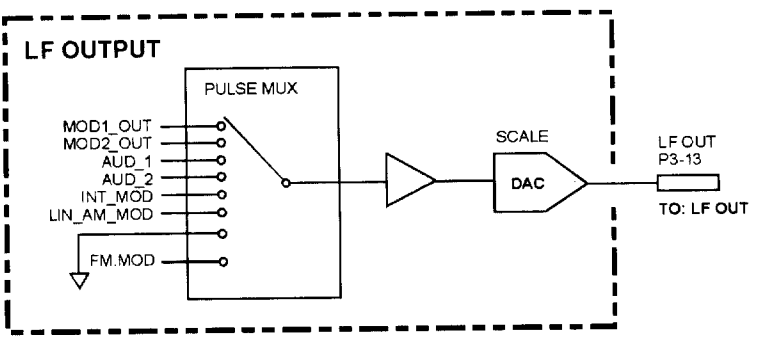 LF OUTPUT
PULSE MUX
MOD1_OUT
MOD2_OUT
AUD_1
AUD_2
INT_MOD
LIN_AM_MOD
FM.MOD
SCALE
DAC
LF OUT
P3-13
TO: LF OUT